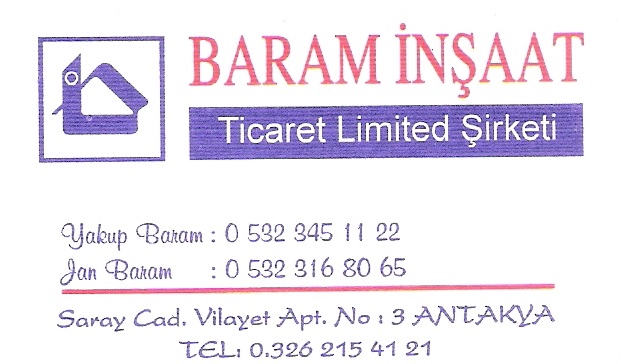 BARAM İNŞAAT
Ticaret Limited Şirketi
Yakup Baram : 0 532 345 11 22
Jan Baram : 0 532 316 80 65
Saray Cad. Vilayet Apt. No : 3 ANTAKYA
TEL: 0.326 215 41 21